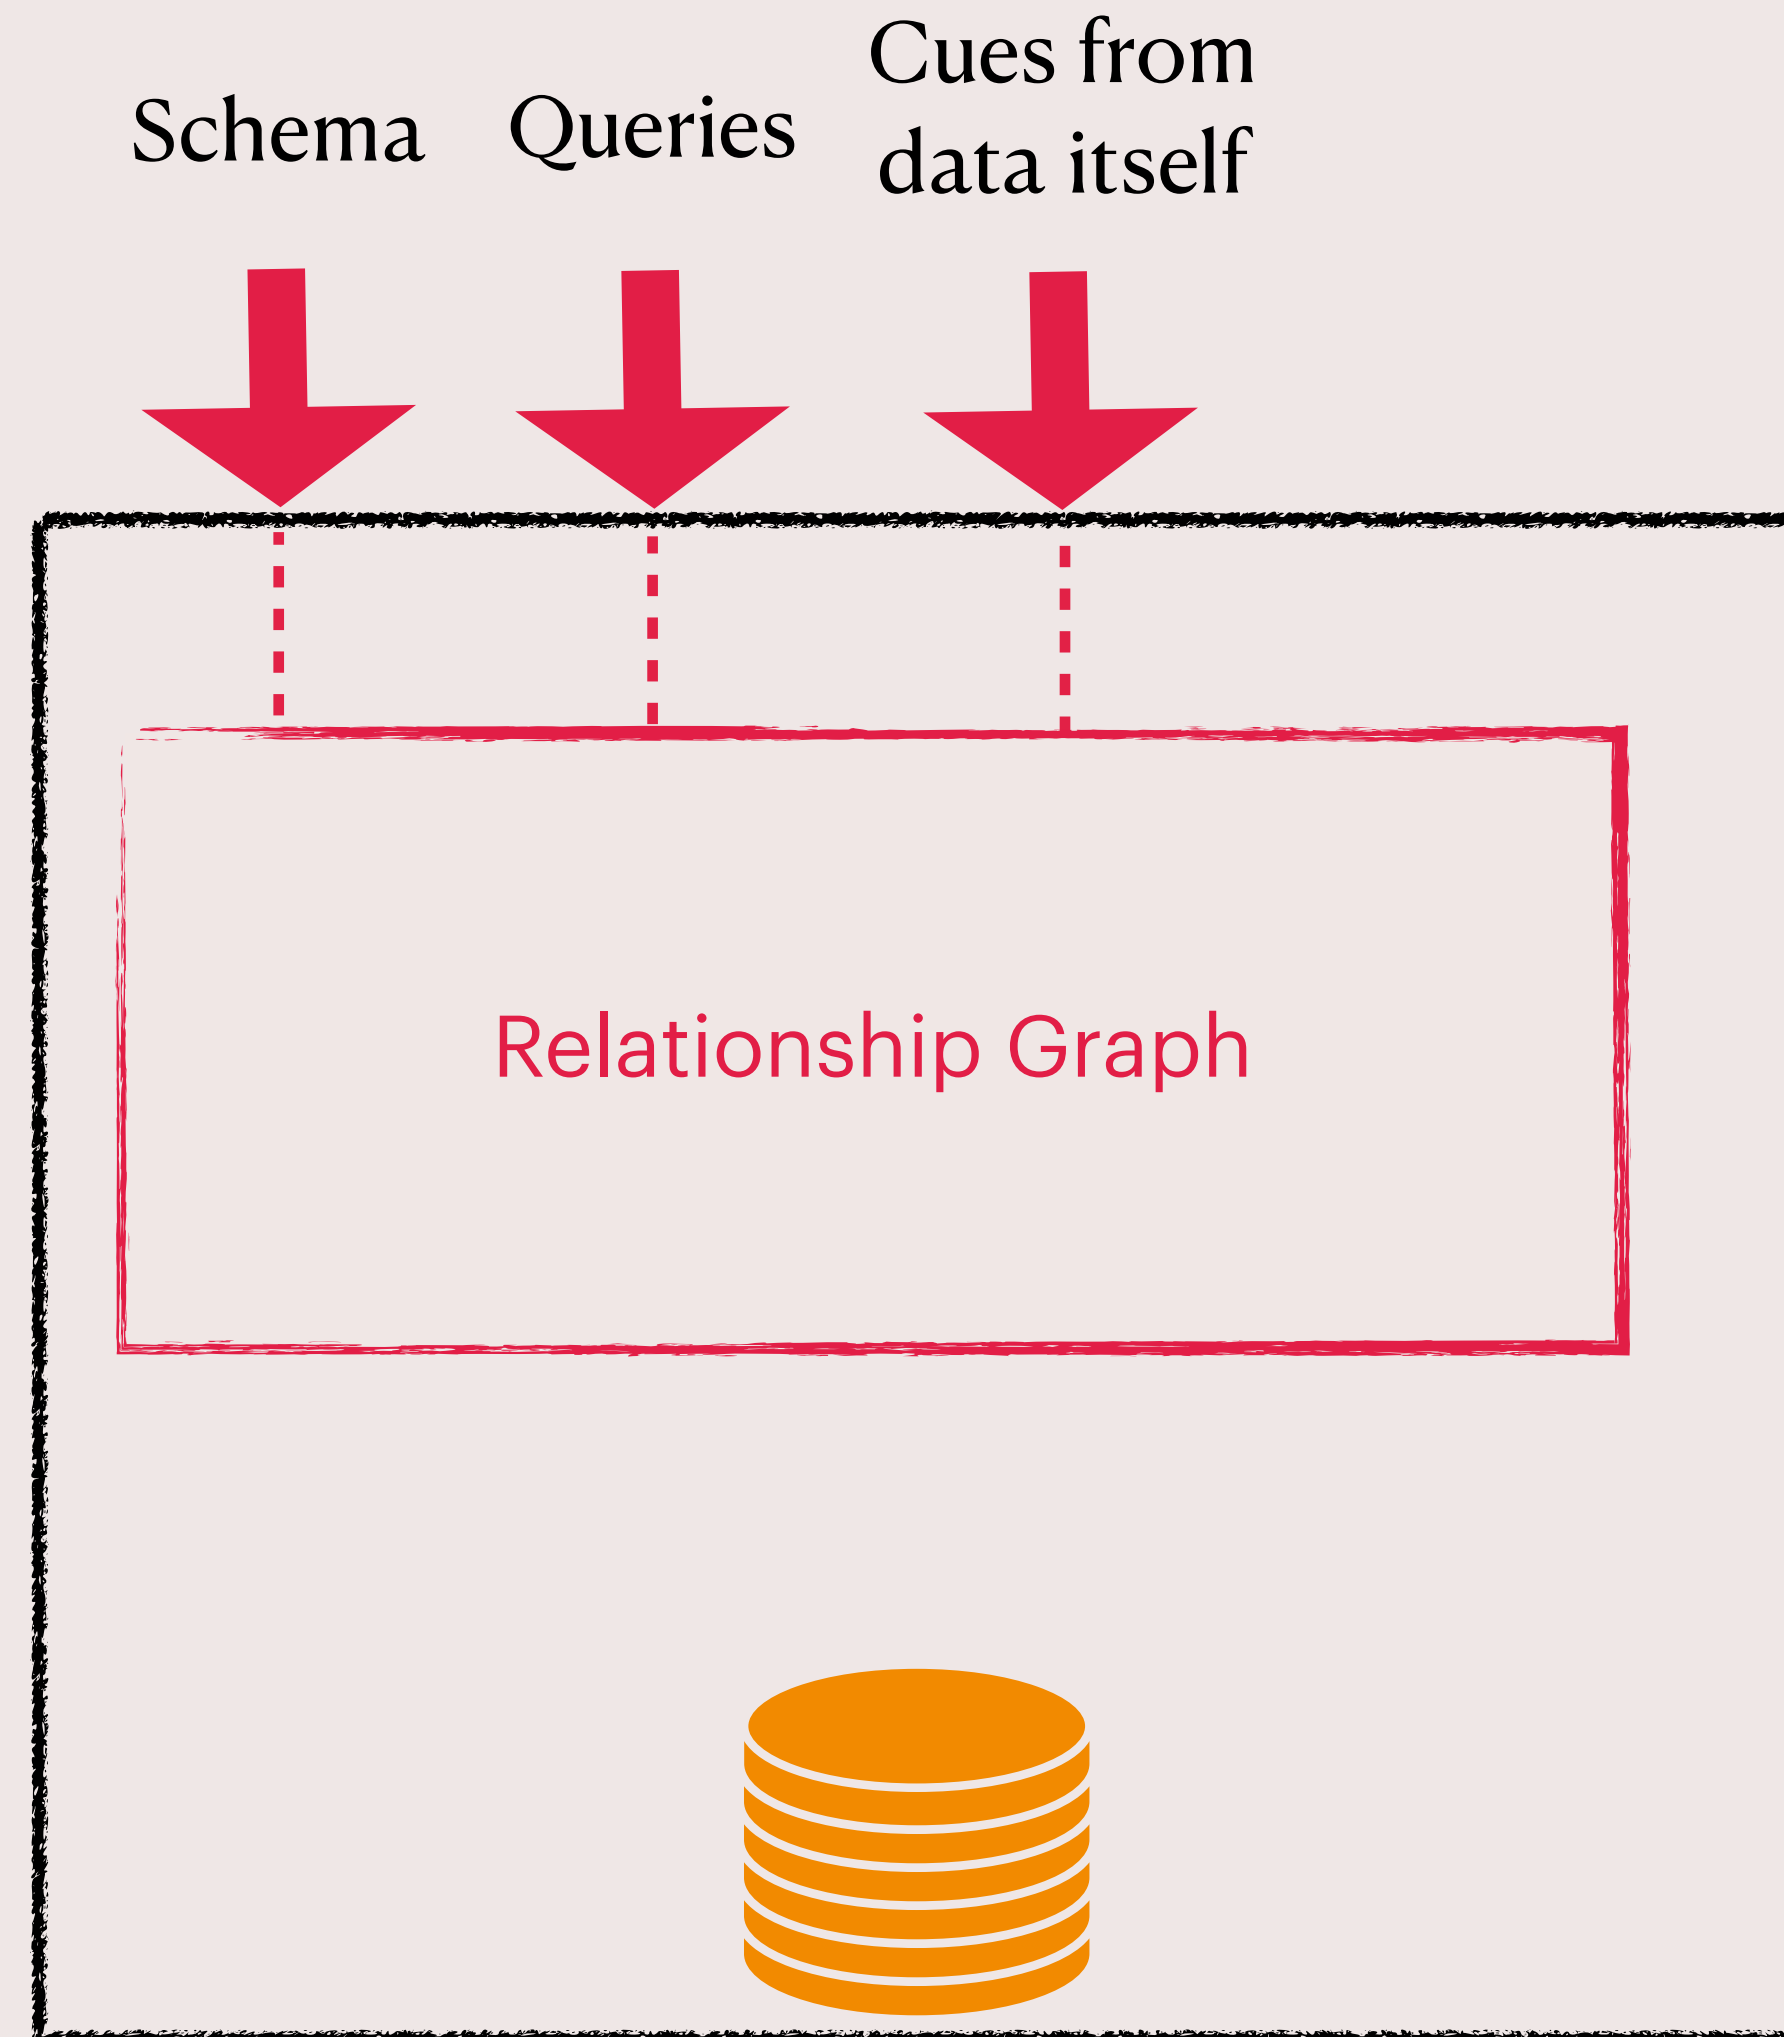 Schema
Queries
Cues from
data itself
Relationship Graph